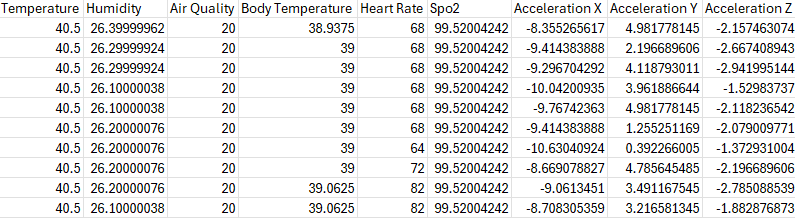 Temperature Humidity Air Quality Body Temperature Heart Rate Spo2 Acceleration X Acceleration Y Acceleration Z
40.5 26.39999962 20 38.9375 68 99.52004242 -8.355265617 4.981778145 -2.157463074
40.5 26.29999924 20 39 68 99.52004242 -9.414383888 2.196689606 -2.667408943
40.5 26.29999924 20 39 68 99.52004242 -9.296704292 4.118793011 -2.941995144
40.5 26.10000038 20 39 68 99.52004242 -10.04200935 3.961886644 -1.52983737
40.5 26.10000038 20 39 68 99.52004242 -9.76742363 4.981778145 -2.118236542
40.5 26.20000076 20 39 68 99.52004242 -9.414383888 1.255251169 -2.079009771
40.5 26.20000076 20 39 64 99.52004242 -10.63040924 0.392266005 -1.372931004
40.5 26.20000076 20 39 72 99.52004242 -8.669078827 4.785645485 -2.196689606
40.5 26.20000076 20 39.0625 82 99.52004242 -9.0613451 3.491167545 -2.785088539
40.5 26.10000038 20 39.0625 82 99.52004242 -8.708305359 3.216581345 -1.882876873